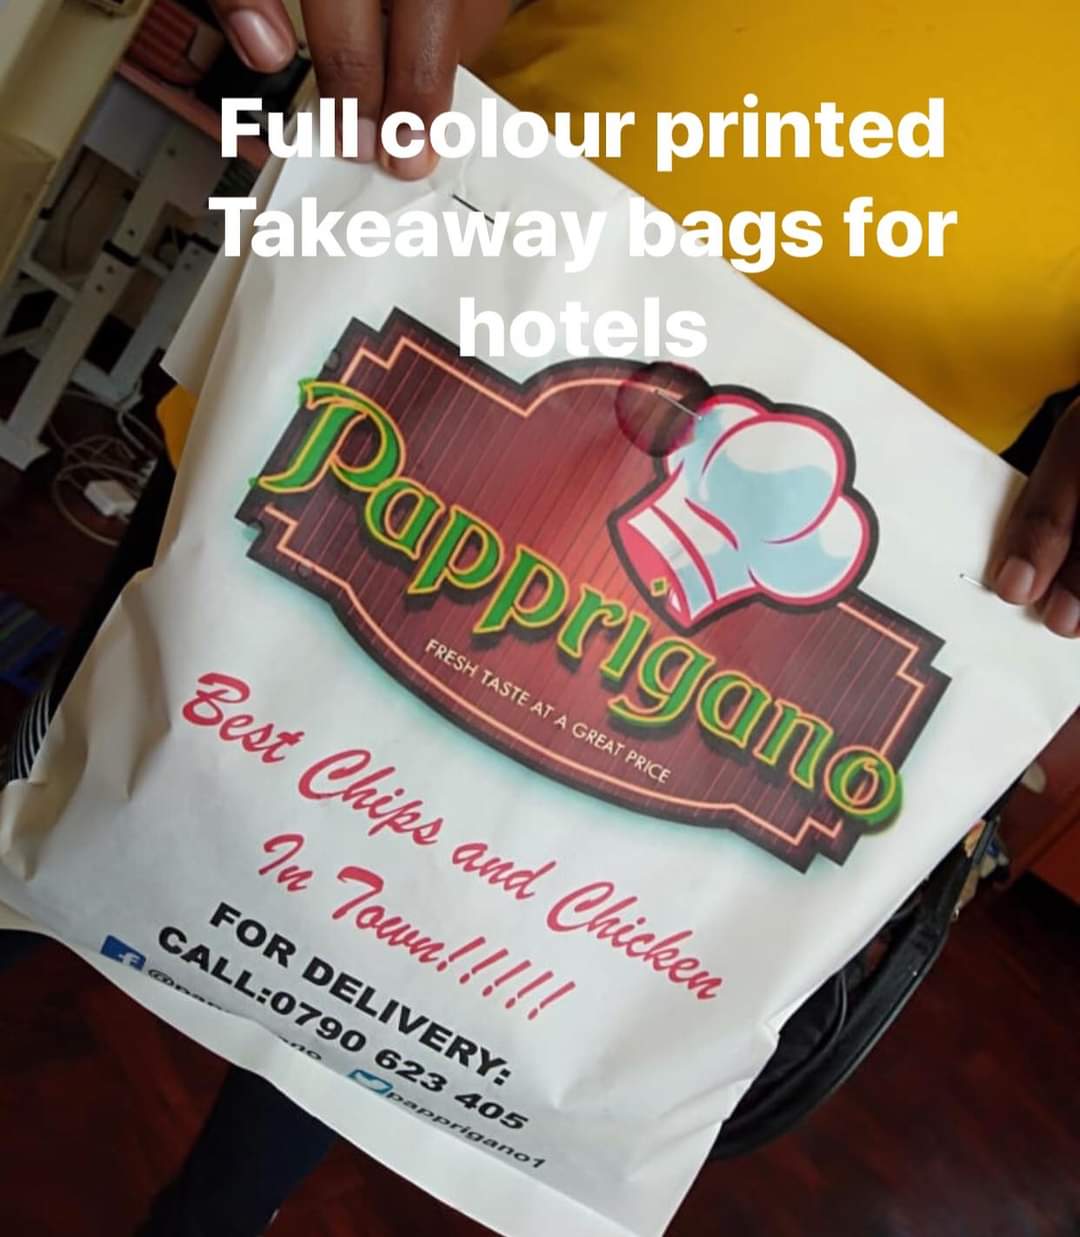 Full colour printed
Takeaway bags for
hotels
Papprigano
FRESH TASTE AT A GREAT PRICE
Best Chips and Chicken
In Town!!!!!
FOR DELIVERY:
CALL:0790 623 405
papprigano1